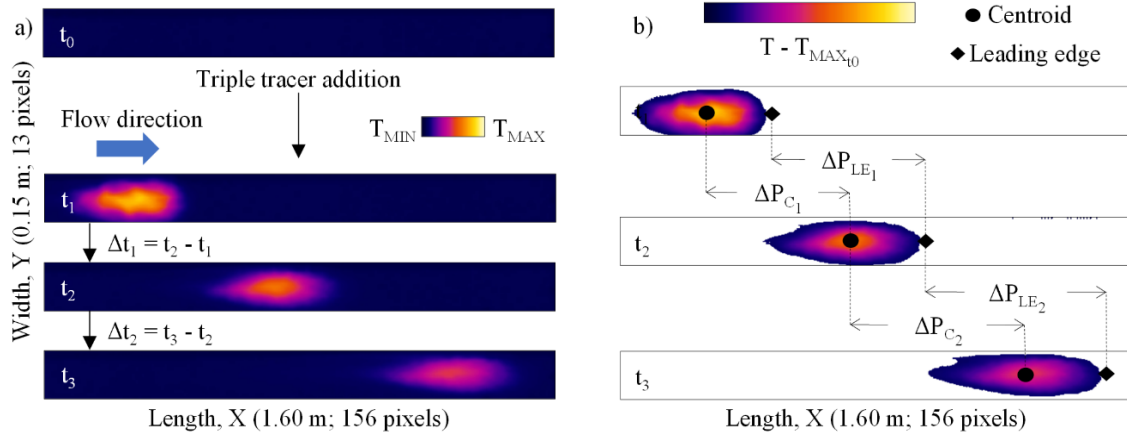 a)
t0
Triple tracer addition
Flow direction
TMIN TMAX
t1
Δt1 = t2 - t1
t2
Δt2 = t3 - t2
t3
Width, Y (0.15 m; 13 pixels)
Length, X (1.60 m; 156 pixels)
b)
T - TMAXt0
Centroid
Leading edge
ΔPLE1
ΔPC1
t2
ΔPLE2
ΔPC2
t3
Length, X (1.60 m; 156 pixels)